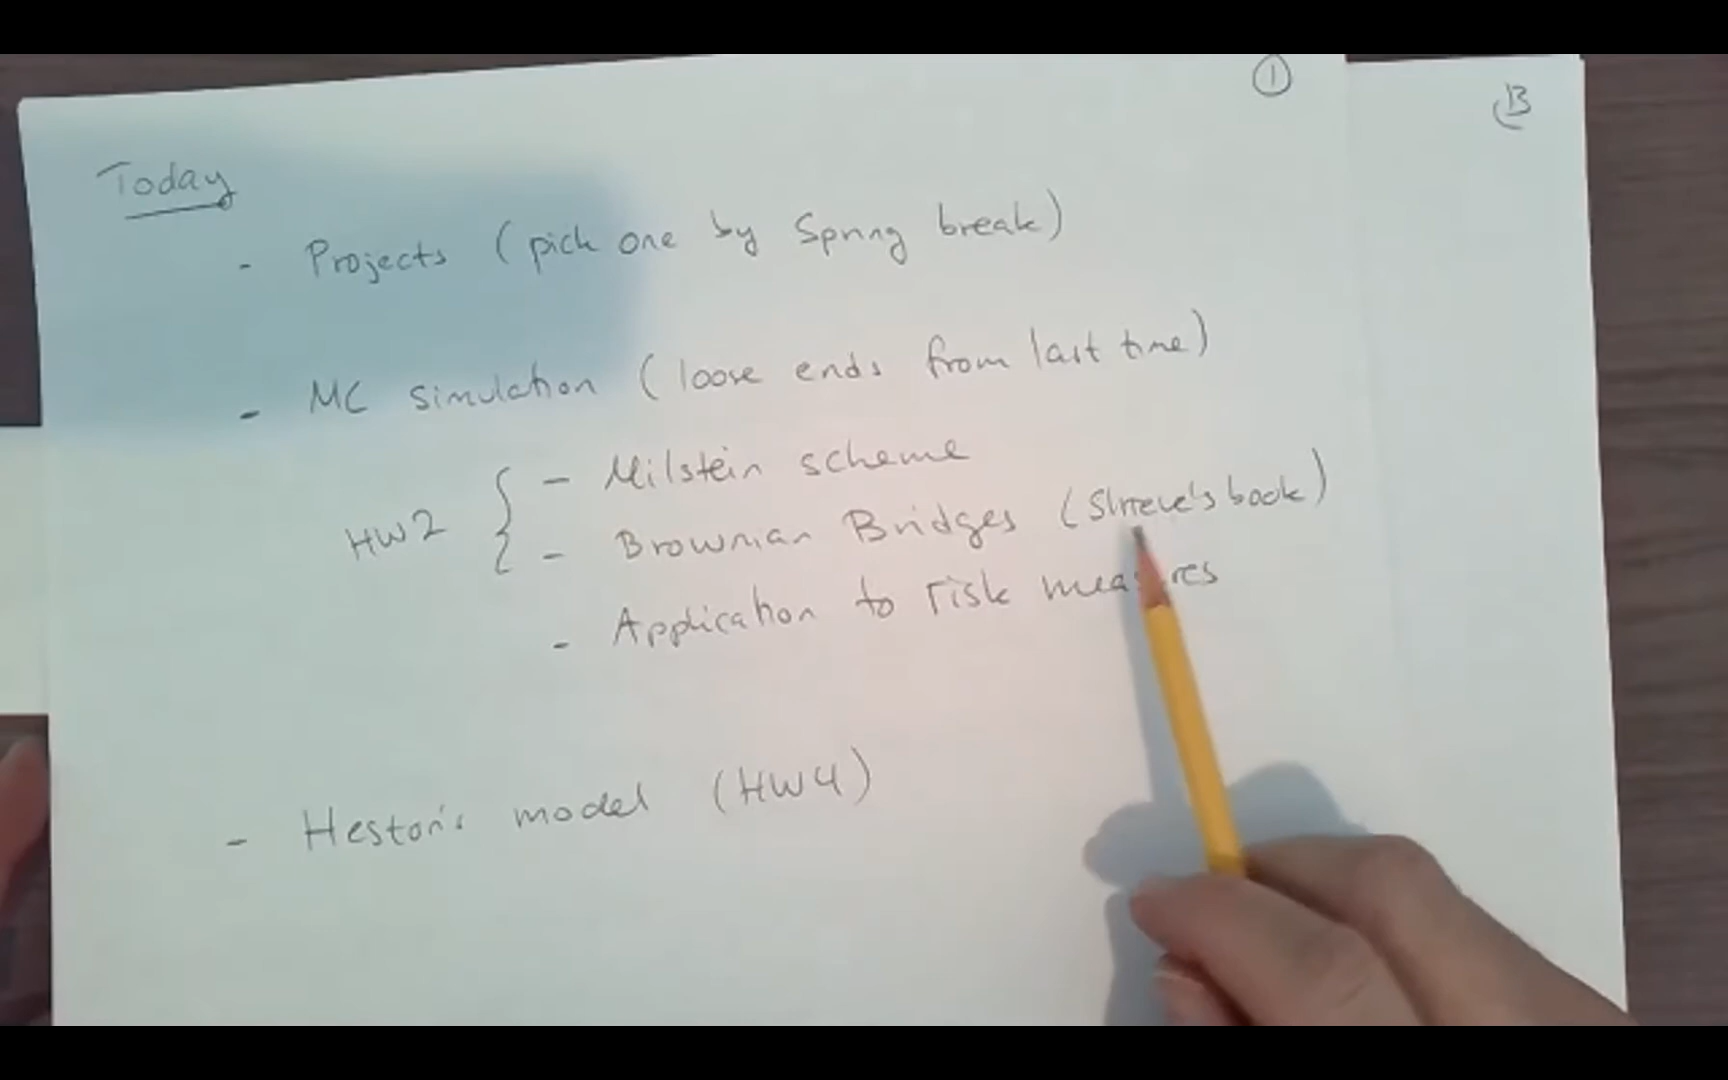 1
B
Today
- Projects (pick one by Spring break)
- MC simulation (loose ends from last time)
HW2 { - Milstein scheme
- Brownian Bridges (Shreve's book)
- Application to risk measures
- Heston's model (HW4)